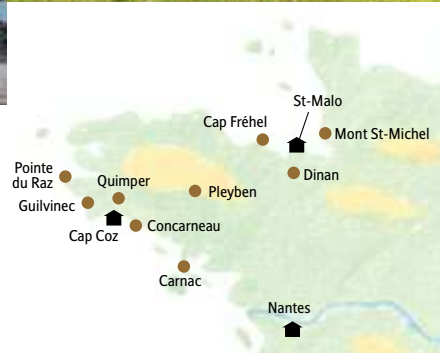 St-Malo
Cap Fréhel
Mont St-Michel
Pointe
du Raz
Quimper
Dinan
Pleyben
Guilvinec
Concarneau
Cap Coz
Carnac
Nantes